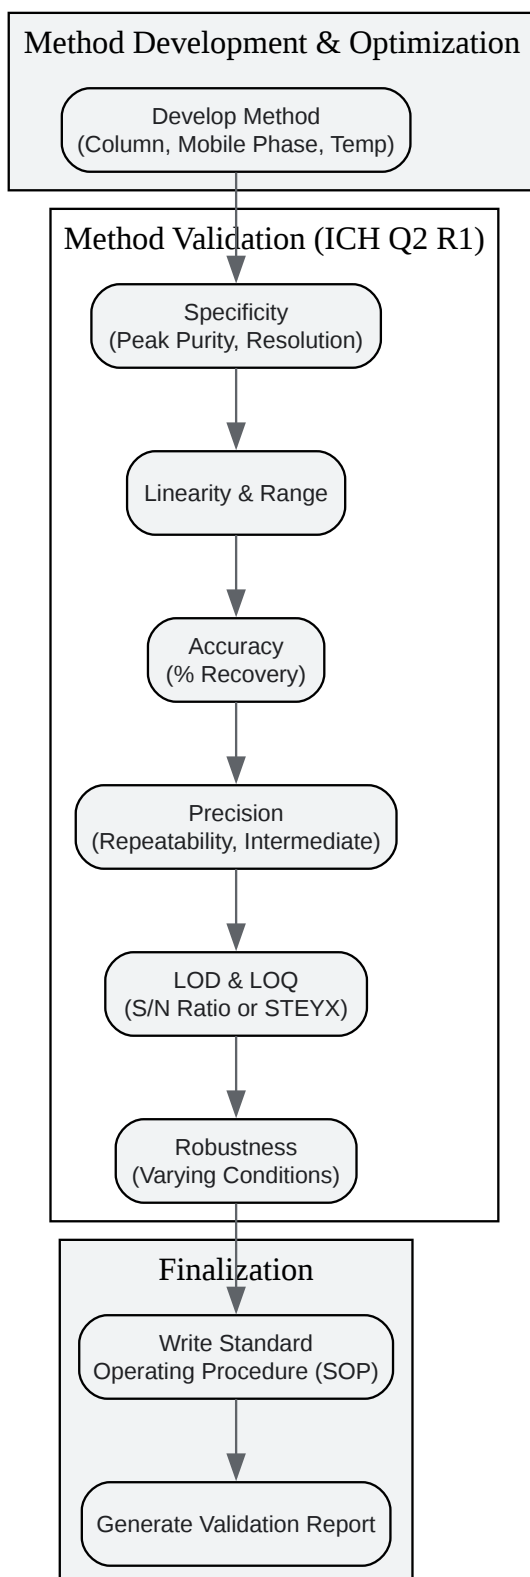 Method Development & Optimization
Develop Method
(Column, Mobile Phase, Temp)
Method Validation (ICH Q2 R1)
Specificity
(Peak Purity, Resolution)
Linearity & Range
Accuracy
(% Recovery)
Precision
(Repeatability, Intermediate)
LOD & LOQ
(S/N Ratio or STEYX)
Robustness
(Varying Conditions)
Finalization
Write Standard
Operating Procedure (SOP)
Generate Validation Report